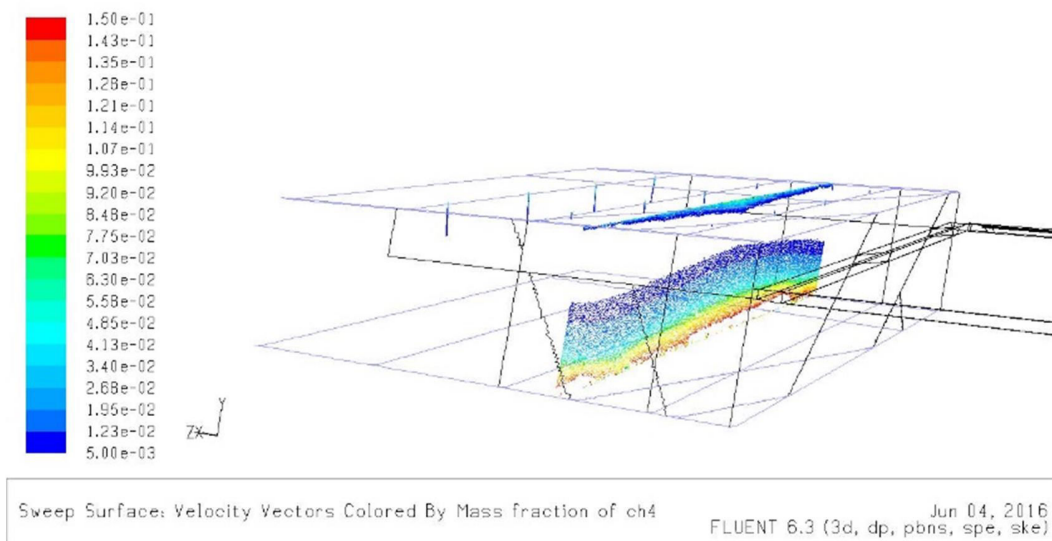 1.50e-01
1.43e-01
1.35e-01
1.28e-01
1.21e-01
1.14e-01
1.07e-01
9.93e-02
9.20e-02
8.48e-02
7.75e-02
7.03e-02
6.30e-02
5.58e-02
4.85e-02
4.13e-02
3.40e-02
2.68e-02
1.95e-02
1.23e-02
5.00e-03
Y
ZX
Sweep Surface: Velocity Vectors Colored By Mass fraction of ch4
Jun 04, 2016
FLUENT 6.3 (3d, dp, pbns, spe, ske)